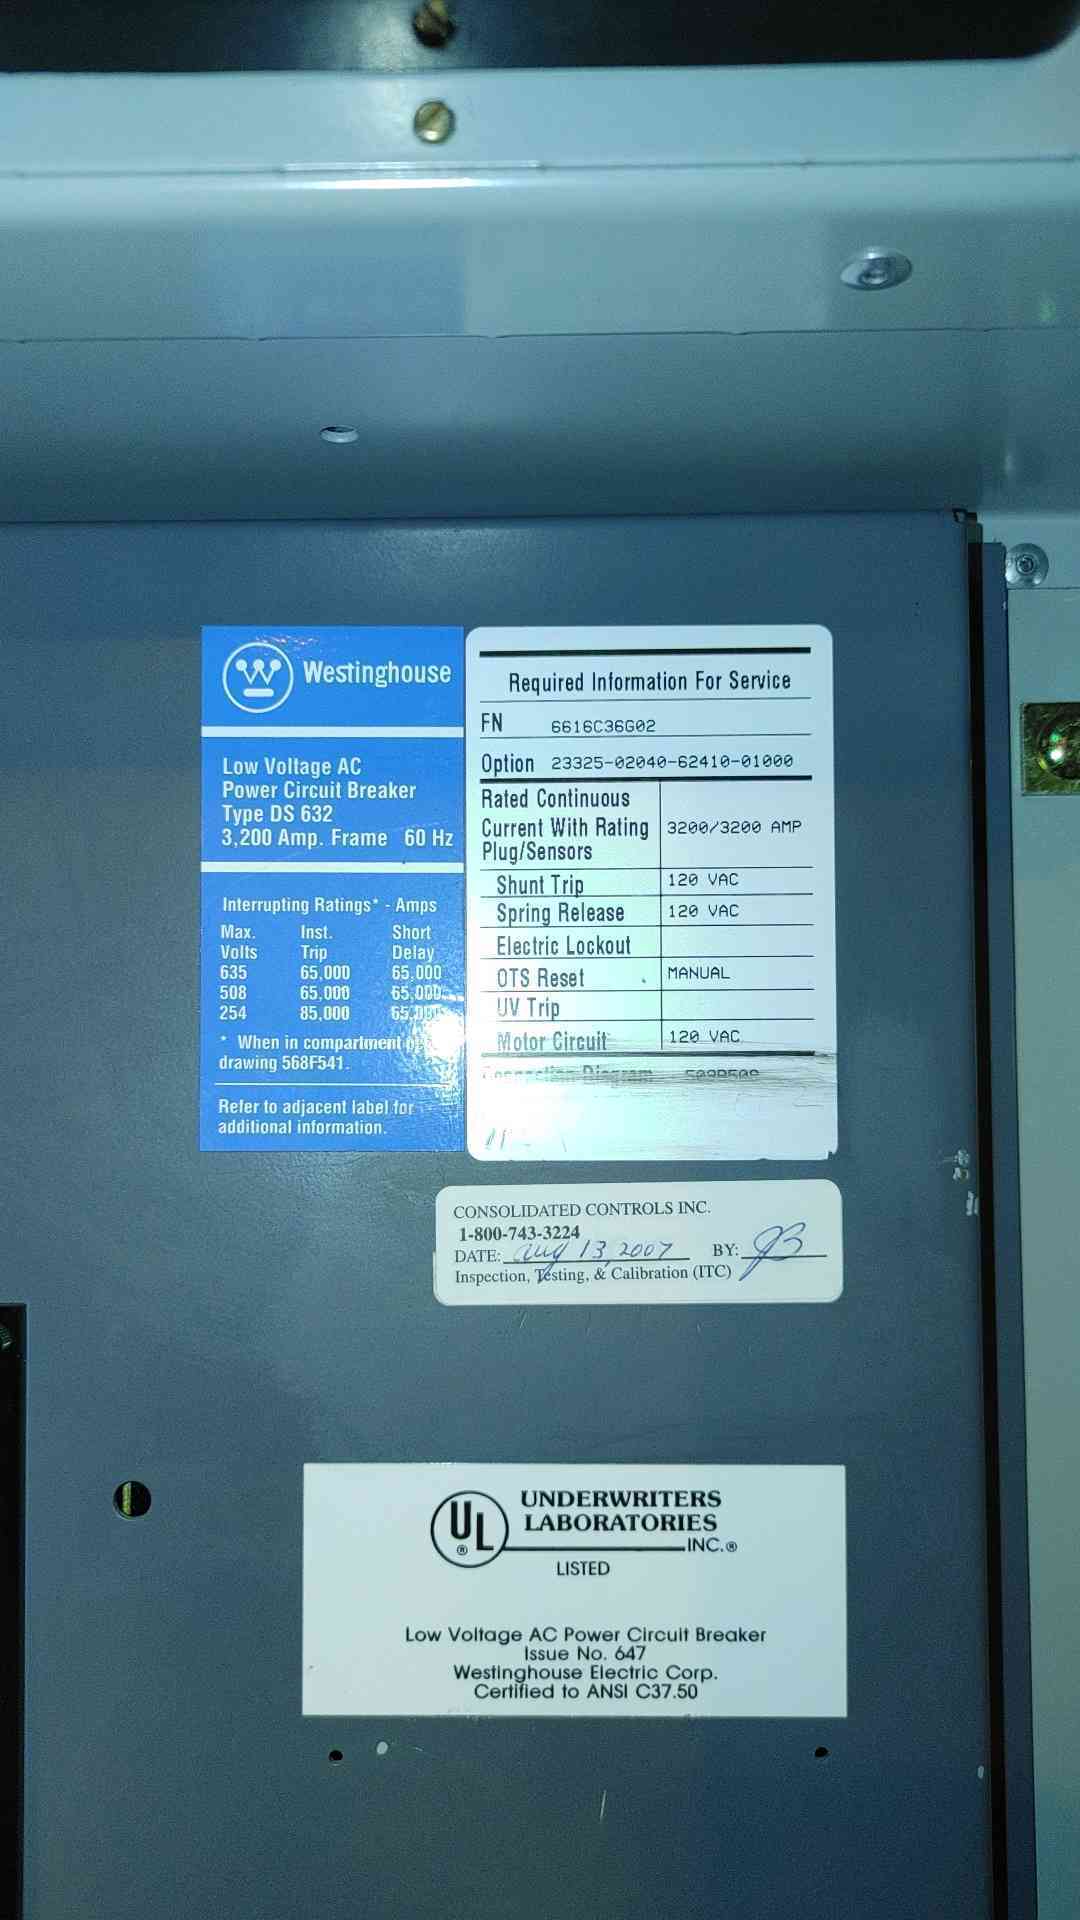 Westinghouse
Low Voltage AC
Power Circuit Breaker
Type DS 632
3,200 Amp. Frame 60 Hz
Interrupting Ratings* - Amps
Max. Inst. Short
Volts Trip Delay
635 65,000 65,000
508 65,000 65,000
254 85,000 65,000
* When in compartment
drawing 568F541.
Refer to adjacent label for
additional information.
Required Information For Service
FN 6616C36G02
Option 23325-02040-62410-01000
Rated Continuous
Current With Rating 3200/3200 AMP
Plug/Sensors
Shunt Trip 120 VAC
Spring Release 120 VAC
Electric Lockout
OTS Reset MANUAL
UV Trip
Motor Circuit 120 VAC
Connection Diagram
CONSOLIDATED CONTROLS INC.
1-800-743-3224
DATE: Aug 13, 2007 BY: JB
Inspection, Testing, & Calibration (ITC)
UL
®
UNDERWRITERS
LABORATORIES
INC.®
LISTED
Low Voltage AC Power Circuit Breaker
Issue No. 647
Westinghouse Electric Corp.
Certified to ANSI C37.50